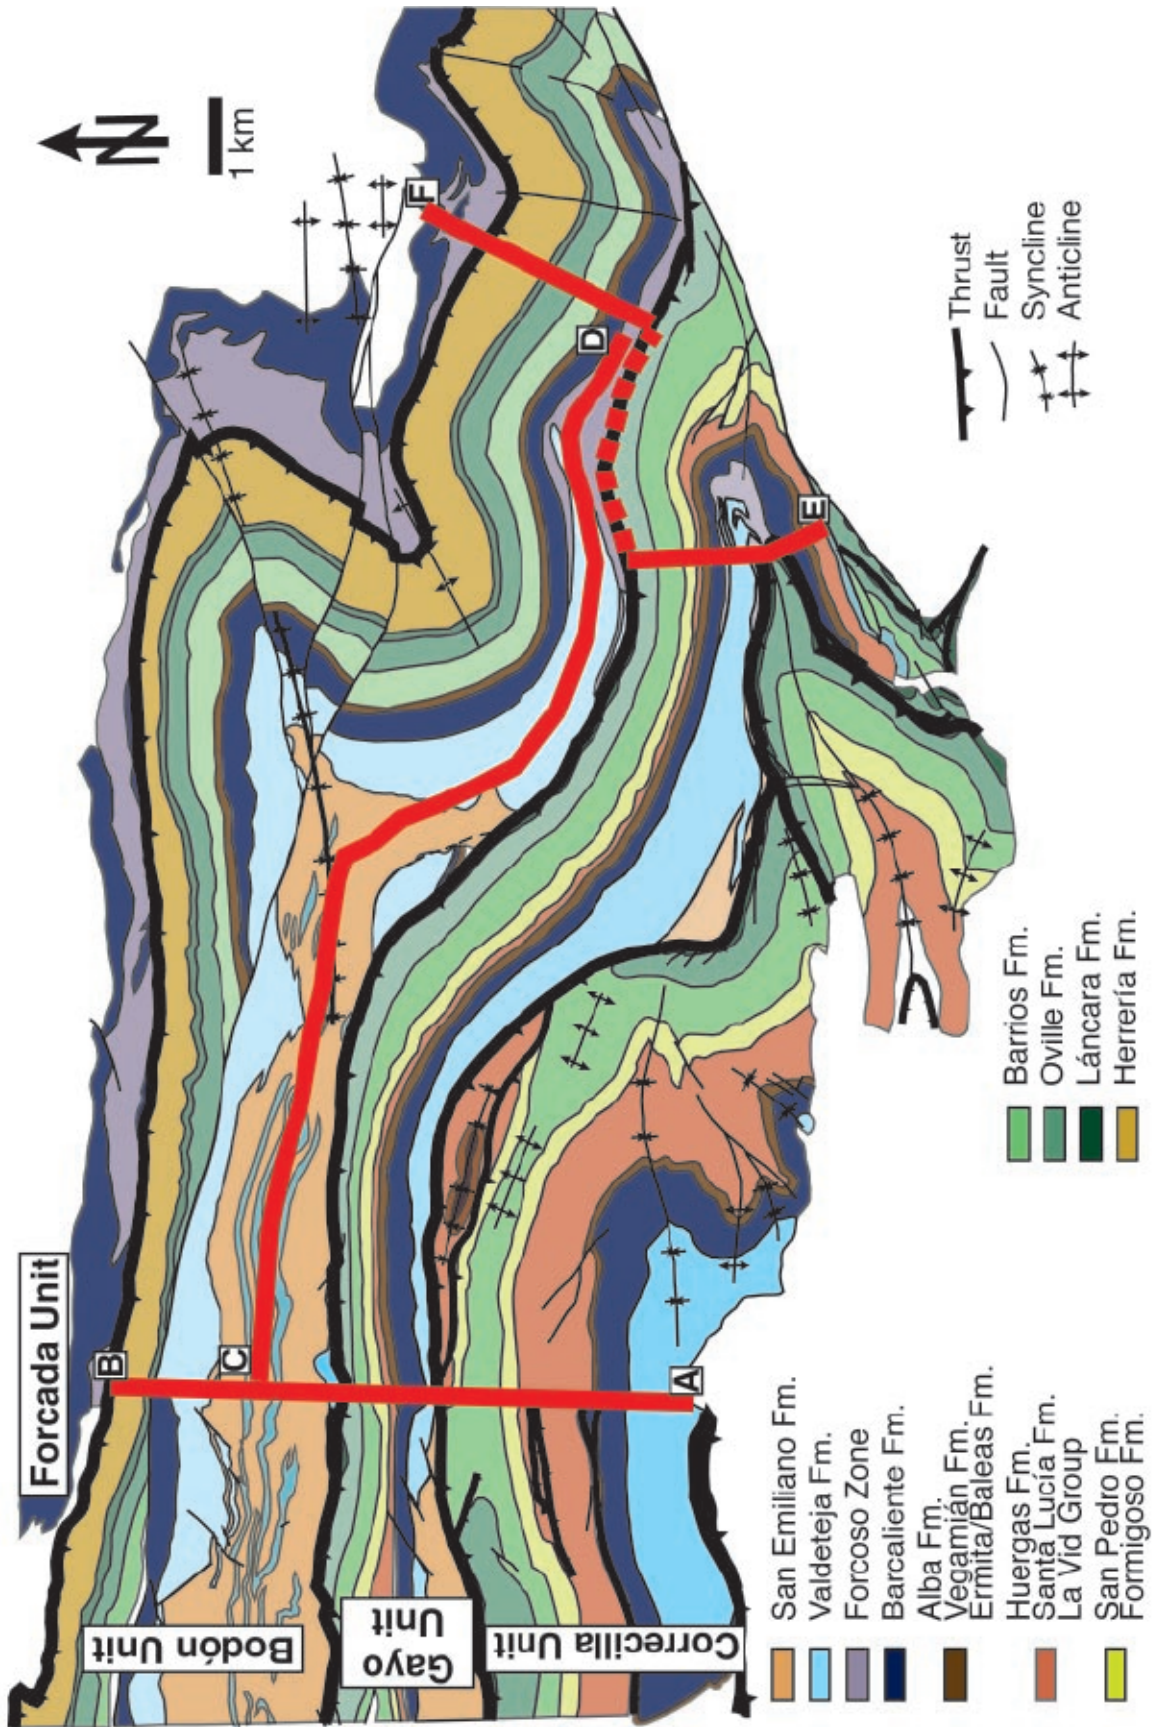 Forcada Unit
Bodón Unit
Gayo
Unit
Correcilla Unit
N
1 km
B
C
A
F
D
E
Thrust
Fault
Syncline
Anticline
San Emiliano Fm.
Valdeteja Fm.
Forcoso Zone
Barcaliente Fm.
Alba Fm.
Vegamián Fm.
Ermita/Baleas Fm.
Huergas Fm.
Santa Lucía Fm.
La Vid Group
San Pedro Fm.
Formigoso Fm.
Barrios Fm.
Oville Fm.
Láncara Fm.
Herrería Fm.